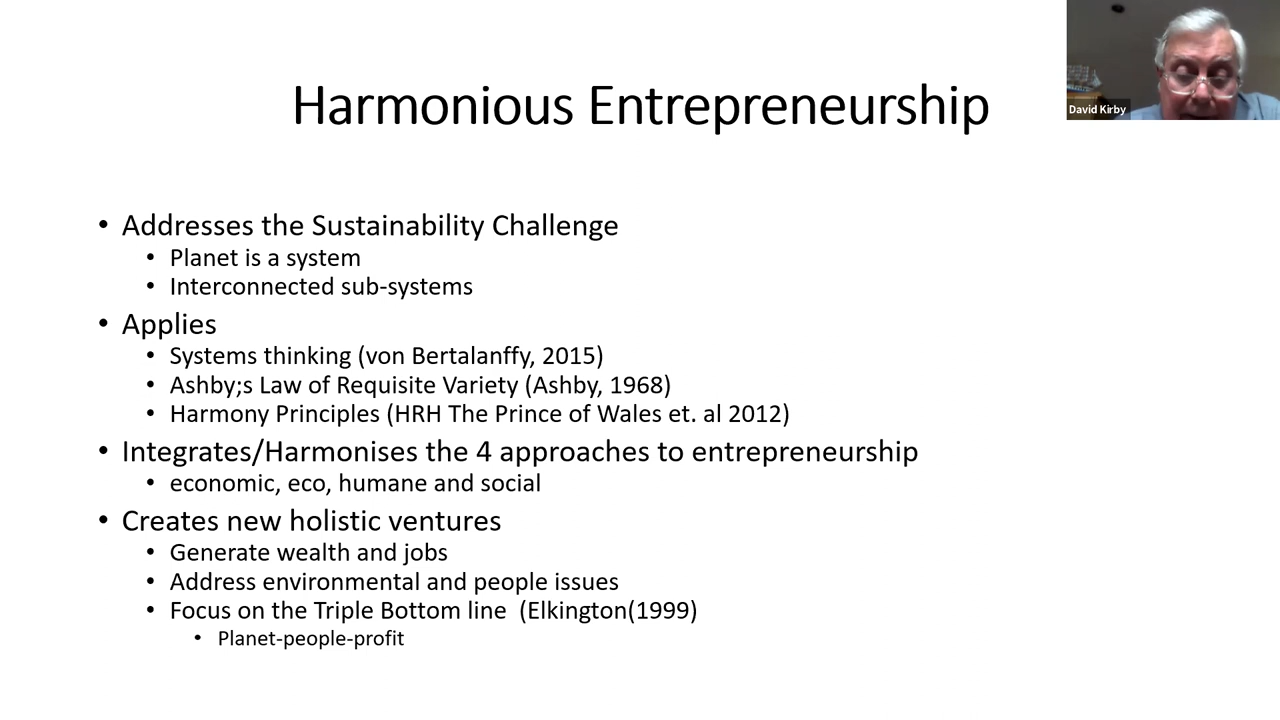 Harmonious Entrepreneurship
David Kirby
• Addresses the Sustainability Challenge
• Planet is a system
• Interconnected sub-systems
• Applies
• Systems thinking (von Bertalanffy, 2015)
• Ashby;s Law of Requisite Variety (Ashby, 1968)
• Harmony Principles (HRH The Prince of Wales et. al 2012)
• Integrates/Harmonises the 4 approaches to entrepreneurship
• economic, eco, humane and social
• Creates new holistic ventures
• Generate wealth and jobs
• Address environmental and people issues
• Focus on the Triple Bottom line  (Elkington(1999)
• Planet-people-profit